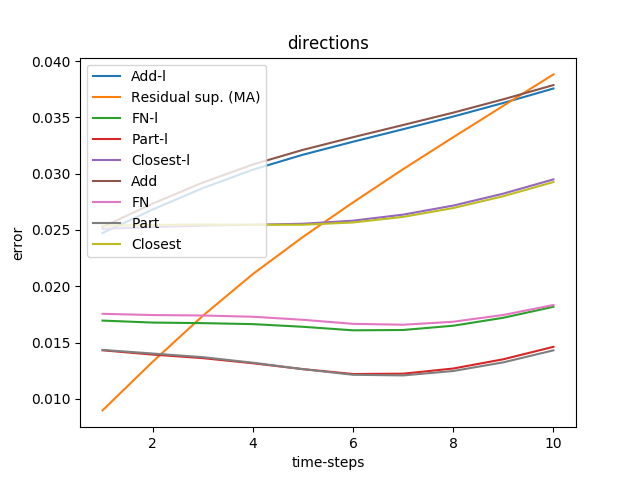 directions
0.040
0.035
0.030
0.025
0.020
0.015
0.010
error
Add-l
Residual sup. (MA)
FN-l
Part-l
Closest-l
Add
FN
Part
Closest
2
4
6
8
10
time-steps